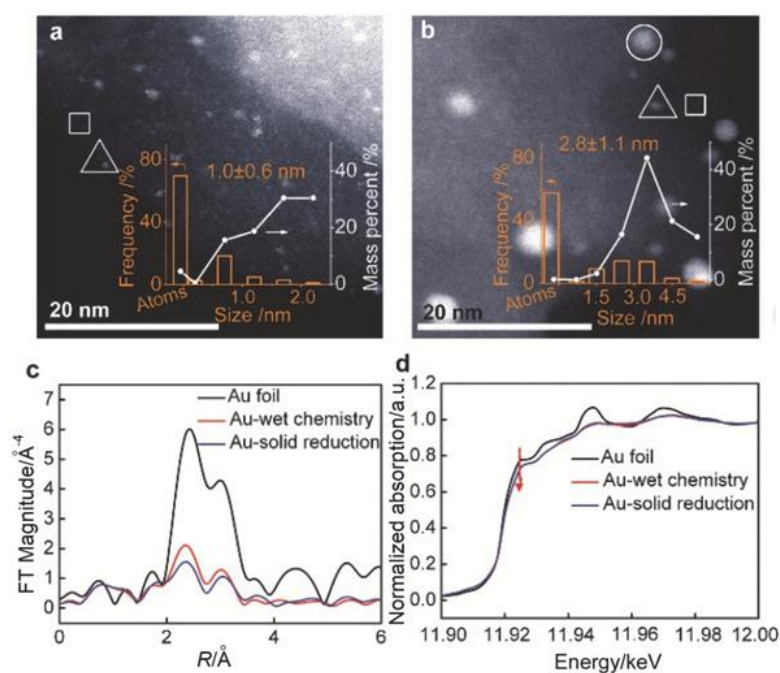 a
80
40
0
Frequency /%
1.0±0.6 nm
40
20
0
Mass percent /%
Atoms
1.0
2.0
Size /nm
20 nm
b
80
40
0
Frequency /%
2.8±1.1 nm
40
20
0
Mass percent /%
Atoms
1.5
3.0
4.5
Size /nm
20 nm
c
7
6
5
4
3
2
1
0
FT Magnitude/Å-4
Au foil
Au-wet chemistry
Au-solid reduction
0
2
4
6
R/Å
d
1.2
1.0
0.8
0.6
0.4
0.2
0.0
Normalized absorption/a.u.
Au foil
Au-wet chemistry
Au-solid reduction
11.90
11.92
11.94
11.96
11.98
12.00
Energy/keV